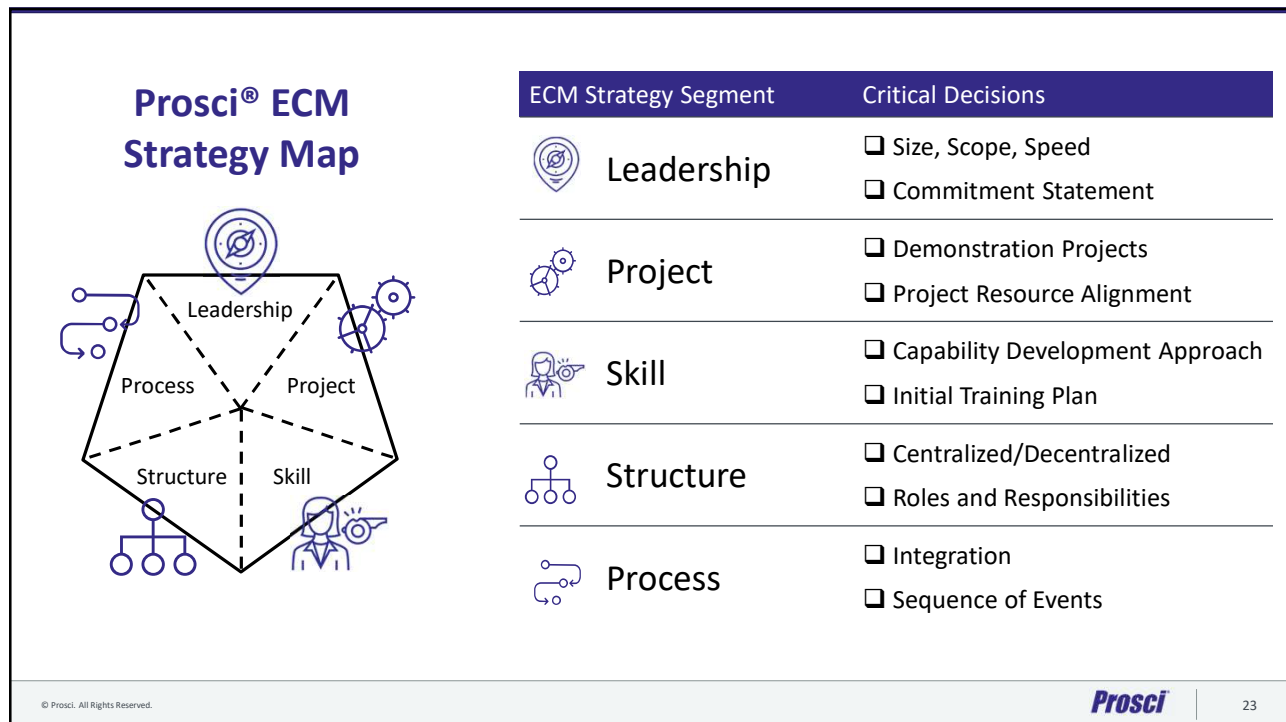 Prosci® ECM
Strategy Map
Leadership
Process
Project
Structure
Skill
ECM Strategy Segment
Critical Decisions
Leadership
❑ Size, Scope, Speed
❑ Commitment Statement
Project
❑ Demonstration Projects
❑ Project Resource Alignment
Skill
❑ Capability Development Approach
❑ Initial Training Plan
Structure
❑ Centralized/Decentralized
❑ Roles and Responsibilities
Process
❑ Integration
❑ Sequence of Events
© Prosci. All Rights Reserved.
Prosci
23